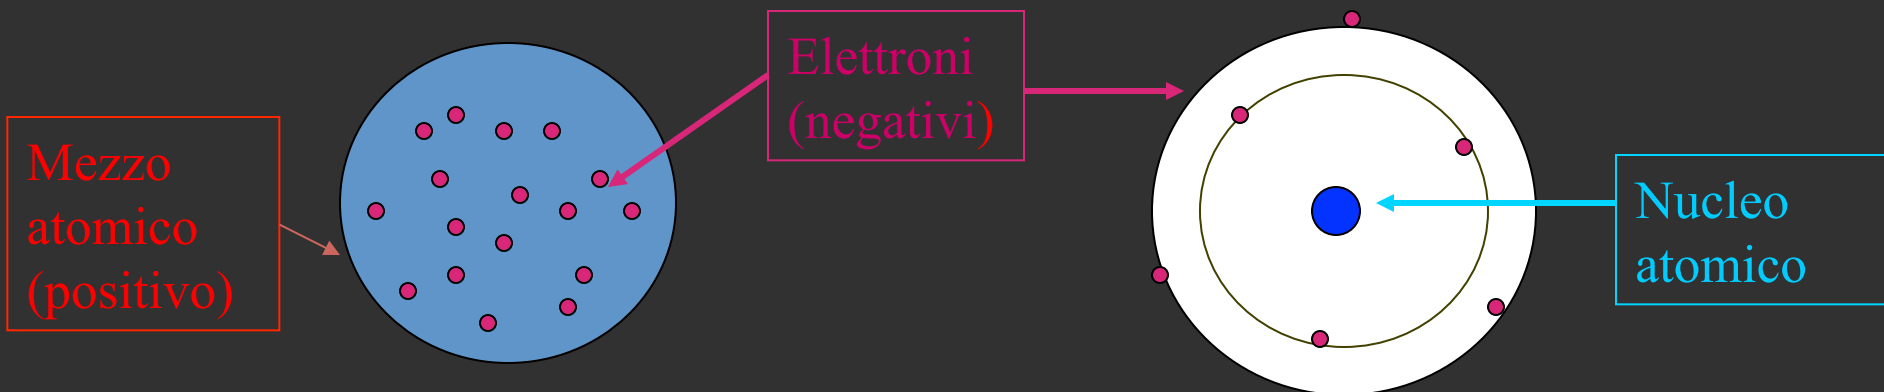 Mezzo
atomico
(positivo)
Elettroni
(negativi)
Nucleo
atomico